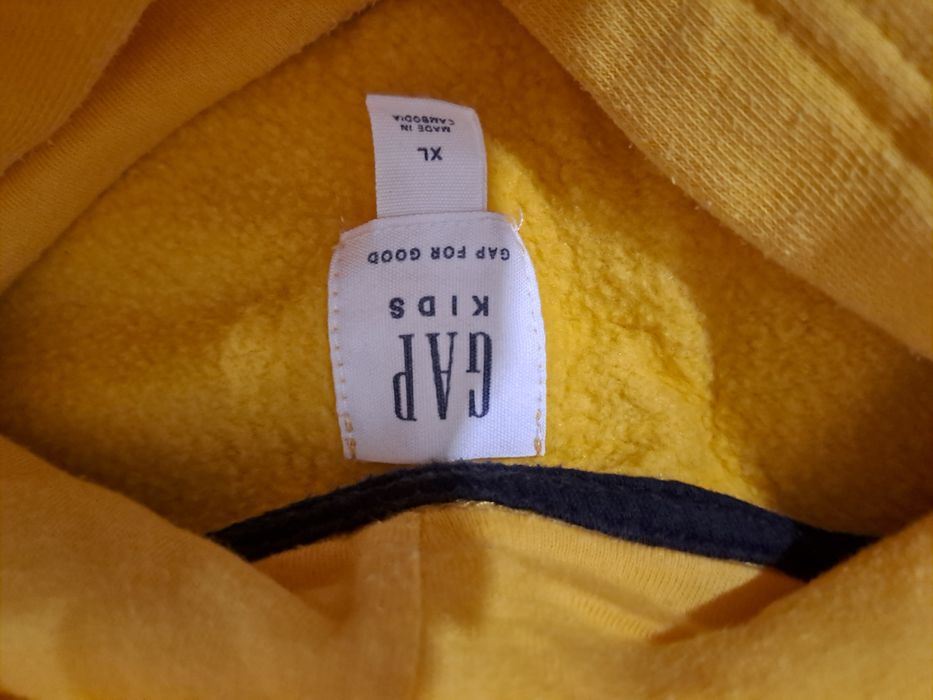 GAP
KIDS
GAP FOR GOOD
XL
MADE IN
CAMBODIA